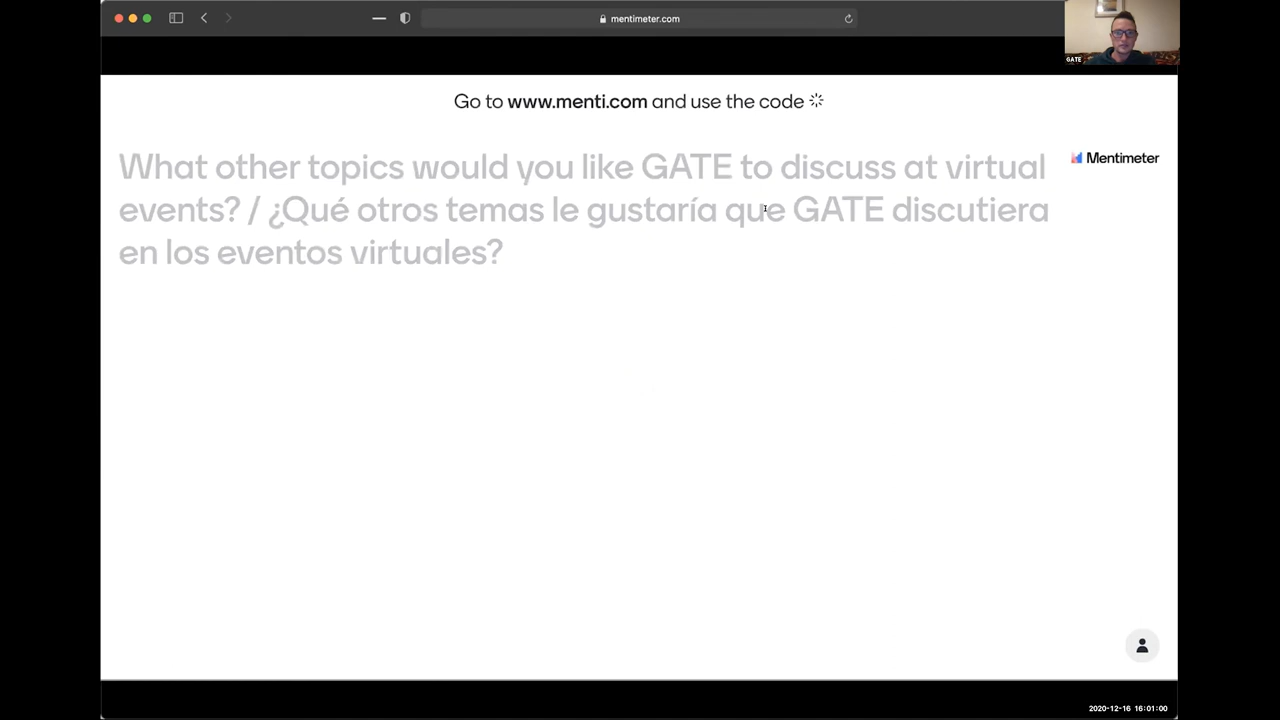 mentimeter.com
GATE
Go to www.menti.com and use the code
Mentimeter
What other topics would you like GATE to discuss at virtual
events? / ¿Qué otros temas le gustaría que GATE discutiera
en los eventos virtuales?
2020-12-16 16:01:00